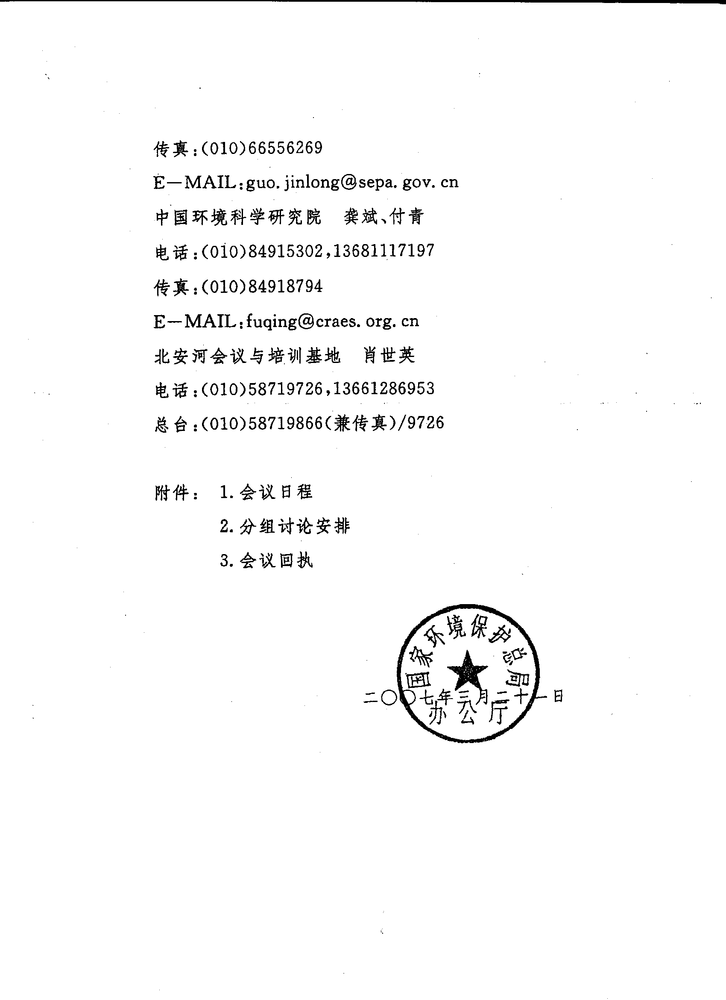 传真:(010)66556269
E—MAIL:guo.jinlong@sepa.gov.cn
中国环境科学研究院 龚斌、付青
电话:(010)84915302,13681117197
传真:(010)84918794
E—MAIL:fuqing@craes.org.cn
北安河会议与培训基地 肖世英
电话:(010)58719726,13661286953
总台:(010)58719866(兼传真)/9726
附件: 1.会议日程
2.分组讨论安排
3.会议回执
国家环境保护总局
二〇〇七年三月二十一日
办公厅